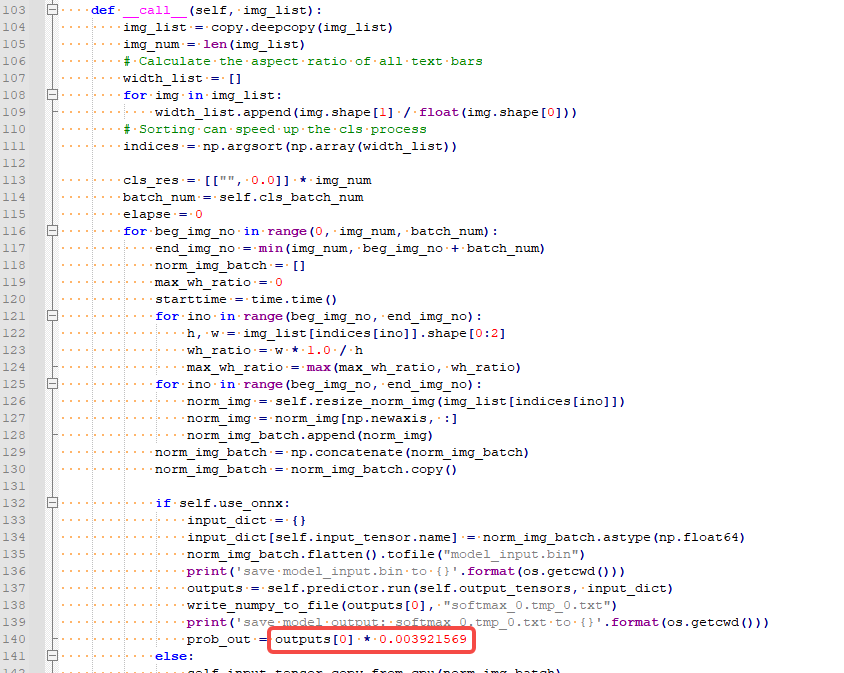 103 def __call__(self, img_list):
104 img_list = copy.deepcopy(img_list)
105 img_num = len(img_list)
106 # Calculate the aspect ratio of all text bars
107 width_list = []
108 for img in img_list:
109 width_list.append(img.shape[1] / float(img.shape[0]))
110 # Sorting can speed up the cls process
111 indices = np.argsort(np.array(width_list))
112
113 cls_res = [["", 0.0]] * img_num
114 batch_num = self.cls_batch_num
115 elapse = 0
116 for beg_img_no in range(0, img_num, batch_num):
117 end_img_no = min(img_num, beg_img_no + batch_num)
118 norm_img_batch = []
119 max_wh_ratio = 0
120 starttime = time.time()
121 for ino in range(beg_img_no, end_img_no):
122 h, w = img_list[indices[ino]].shape[0:2]
123 wh_ratio = w * 1.0 / h
124 max_wh_ratio = max(max_wh_ratio, wh_ratio)
125 for ino in range(beg_img_no, end_img_no):
126 norm_img = self.resize_norm_img(img_list[indices[ino]])
127 norm_img = norm_img[np.newaxis, :]
128 norm_img_batch.append(norm_img)
129 norm_img_batch = np.concatenate(norm_img_batch)
130 norm_img_batch = norm_img_batch.copy()
131
132 if self.use_onnx:
133 input_dict = {}
134 input_dict[self.input_tensor.name] = norm_img_batch.astype(np.float64)
135 norm_img_batch.flatten().tofile("model_input.bin")
136 print('save model_input.bin to {}'.format(os.getcwd()))
137 outputs = self.predictor.run(self.output_tensors, input_dict)
138 write_numpy_to_file(outputs[0], "softmax_0.tmp_0.txt")
139 print('save model output: softmax_0.tmp_0.txt to {}'.format(os.getcwd()))
140 prob_out = outputs[0] * 0.003921569
141 else:
142 self.input_tensor.copy_from_cpu(norm_img_batch)